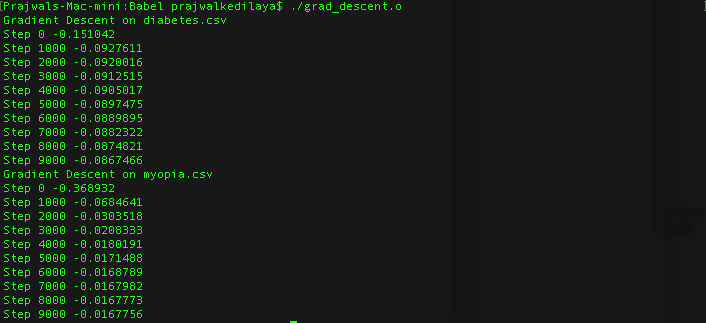 [Prajwals-Mac-mini:Babel prajwalkedilaya$ ./grad_descent.o
Gradient Descent on diabetes.csv
Step 0 -0.151042
Step 1000 -0.0927611
Step 2000 -0.0920016
Step 3000 -0.0912515
Step 4000 -0.0905017
Step 5000 -0.0897475
Step 6000 -0.0889895
Step 7000 -0.0882322
Step 8000 -0.0874821
Step 9000 -0.0867466
Gradient Descent on myopia.csv
Step 0 -0.368932
Step 1000 -0.0684641
Step 2000 -0.0303518
Step 3000 -0.0208333
Step 4000 -0.0180191
Step 5000 -0.0171488
Step 6000 -0.0168789
Step 7000 -0.0167982
Step 8000 -0.0167773
Step 9000 -0.0167756